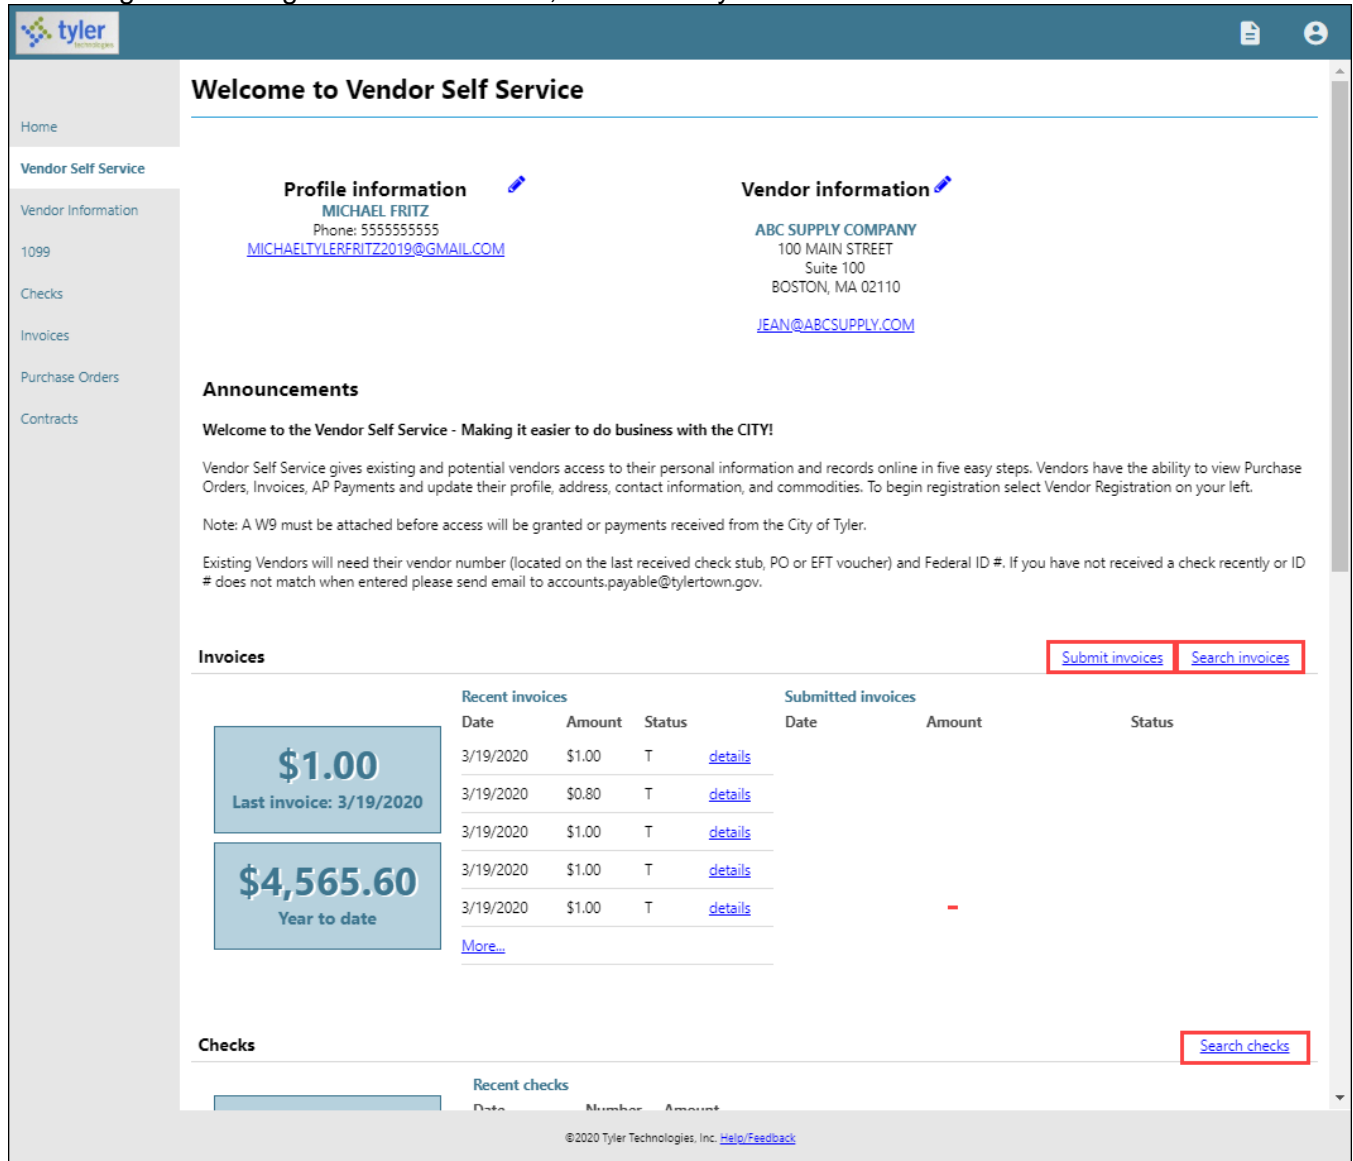 tyler
technologies
Welcome to Vendor Self Service
Home
Vendor Self Service
Vendor Information
1099
Checks
Invoices
Purchase Orders
Contracts
Profile information
MICHAEL FRITZ
Phone: 5555555555
MICHAELTYLERFRITZ2019@GMAIL.COM
Vendor information
ABC SUPPLY COMPANY
100 MAIN STREET
Suite 100
BOSTON, MA 02110
JEAN@ABCSUPPLY.COM
Announcements
Welcome to the Vendor Self Service - Making it easier to do business with the CITY!
Vendor Self Service gives existing and potential vendors access to their personal information and records online in five easy steps. Vendors have the ability to view Purchase
Orders, Invoices, AP Payments and update their profile, address, contact information, and commodities. To begin registration select Vendor Registration on your left.
Note: A W9 must be attached before access will be granted or payments received from the City of Tyler.
Existing Vendors will need their vendor number (located on the last received check stub, PO or EFT voucher) and Federal ID #. If you have not received a check recently or ID
# does not match when entered please send email to accounts.payable@tylertown.gov.
Invoices
Submit invoices Search invoices
$1.00
Last invoice: 3/19/2020
$4,565.60
Year to date
Recent invoices
Date Amount Status
3/19/2020 $1.00 T details
3/19/2020 $0.80 T details
3/19/2020 $1.00 T details
3/19/2020 $1.00 T details
3/19/2020 $1.00 T details
More...
Submitted invoices
Date Amount Status
Checks
Search checks
Recent checks
Date Number Amount
©2020 Tyler Technologies, Inc. Help/Feedback